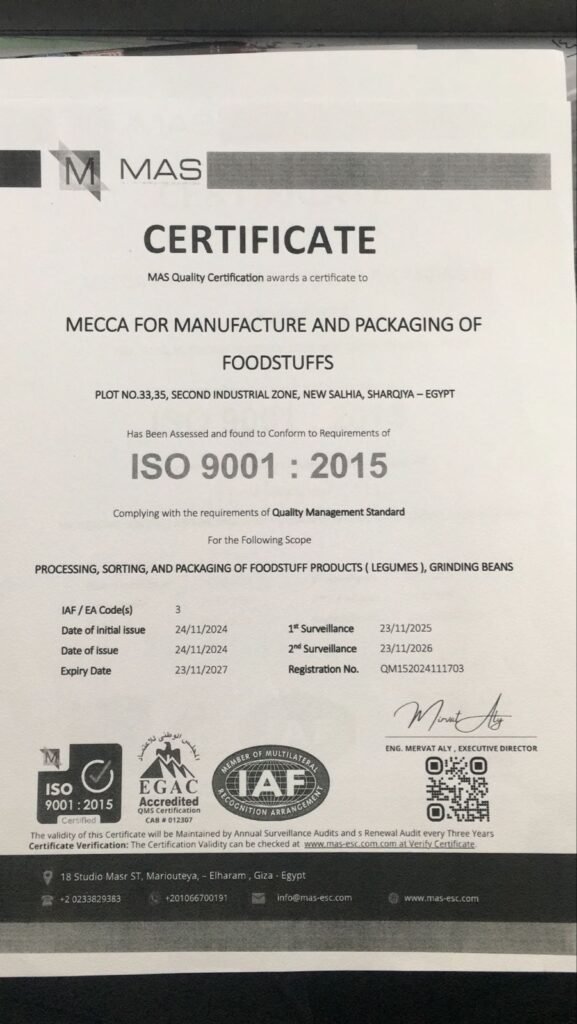 M MAS
CERTIFICATE
MAS Quality Certification awards a certificate to
MECCA FOR MANUFACTURE AND PACKAGING OF
FOODSTUFFS
PLOT NO.33,35, SECOND INDUSTRIAL ZONE, NEW SALHIA, SHARQIYA – EGYPT
Has Been Assessed and found to Conform to Requirements of
ISO 9001 : 2015
Complying with the requirements of Quality Management Standard
For the Following Scope
PROCESSING, SORTING, AND PACKAGING OF FOODSTUFF PRODUCTS ( LEGUMES ), GRINDING BEANS
IAF / EA Code(s) 3
Date of initial issue 24/11/2024 1st Surveillance 23/11/2025
Date of issue 24/11/2024 2nd Surveillance 23/11/2026
Expiry Date 23/11/2027 Registration No. QM152024111703
Mirvat Aly
ENG. MERVAT ALY , EXECUTIVE DIRECTOR
M
ISO
9001 : 2015
Certified
المجلس الوطني للاعتماد
EGAC
Accredited
QMS Certification
CAB # 012307
MEMBER OF MULTILATERAL
IAF
RECOGNITION ARRANGEMENT
The validity of this Certificate will be Maintained by Annual Surveillance Audits and s Renewal Audit every Three Years
Certificate Verification: The Certification Validity can be checked at www.mas-esc.com.com at Verify Certificate.
18 Studio Masr ST, Mariouteya, – Elharam , Giza - Egypt
+2 0233829383 +201066700191 info@mas-esc.com www.mas-esc.com